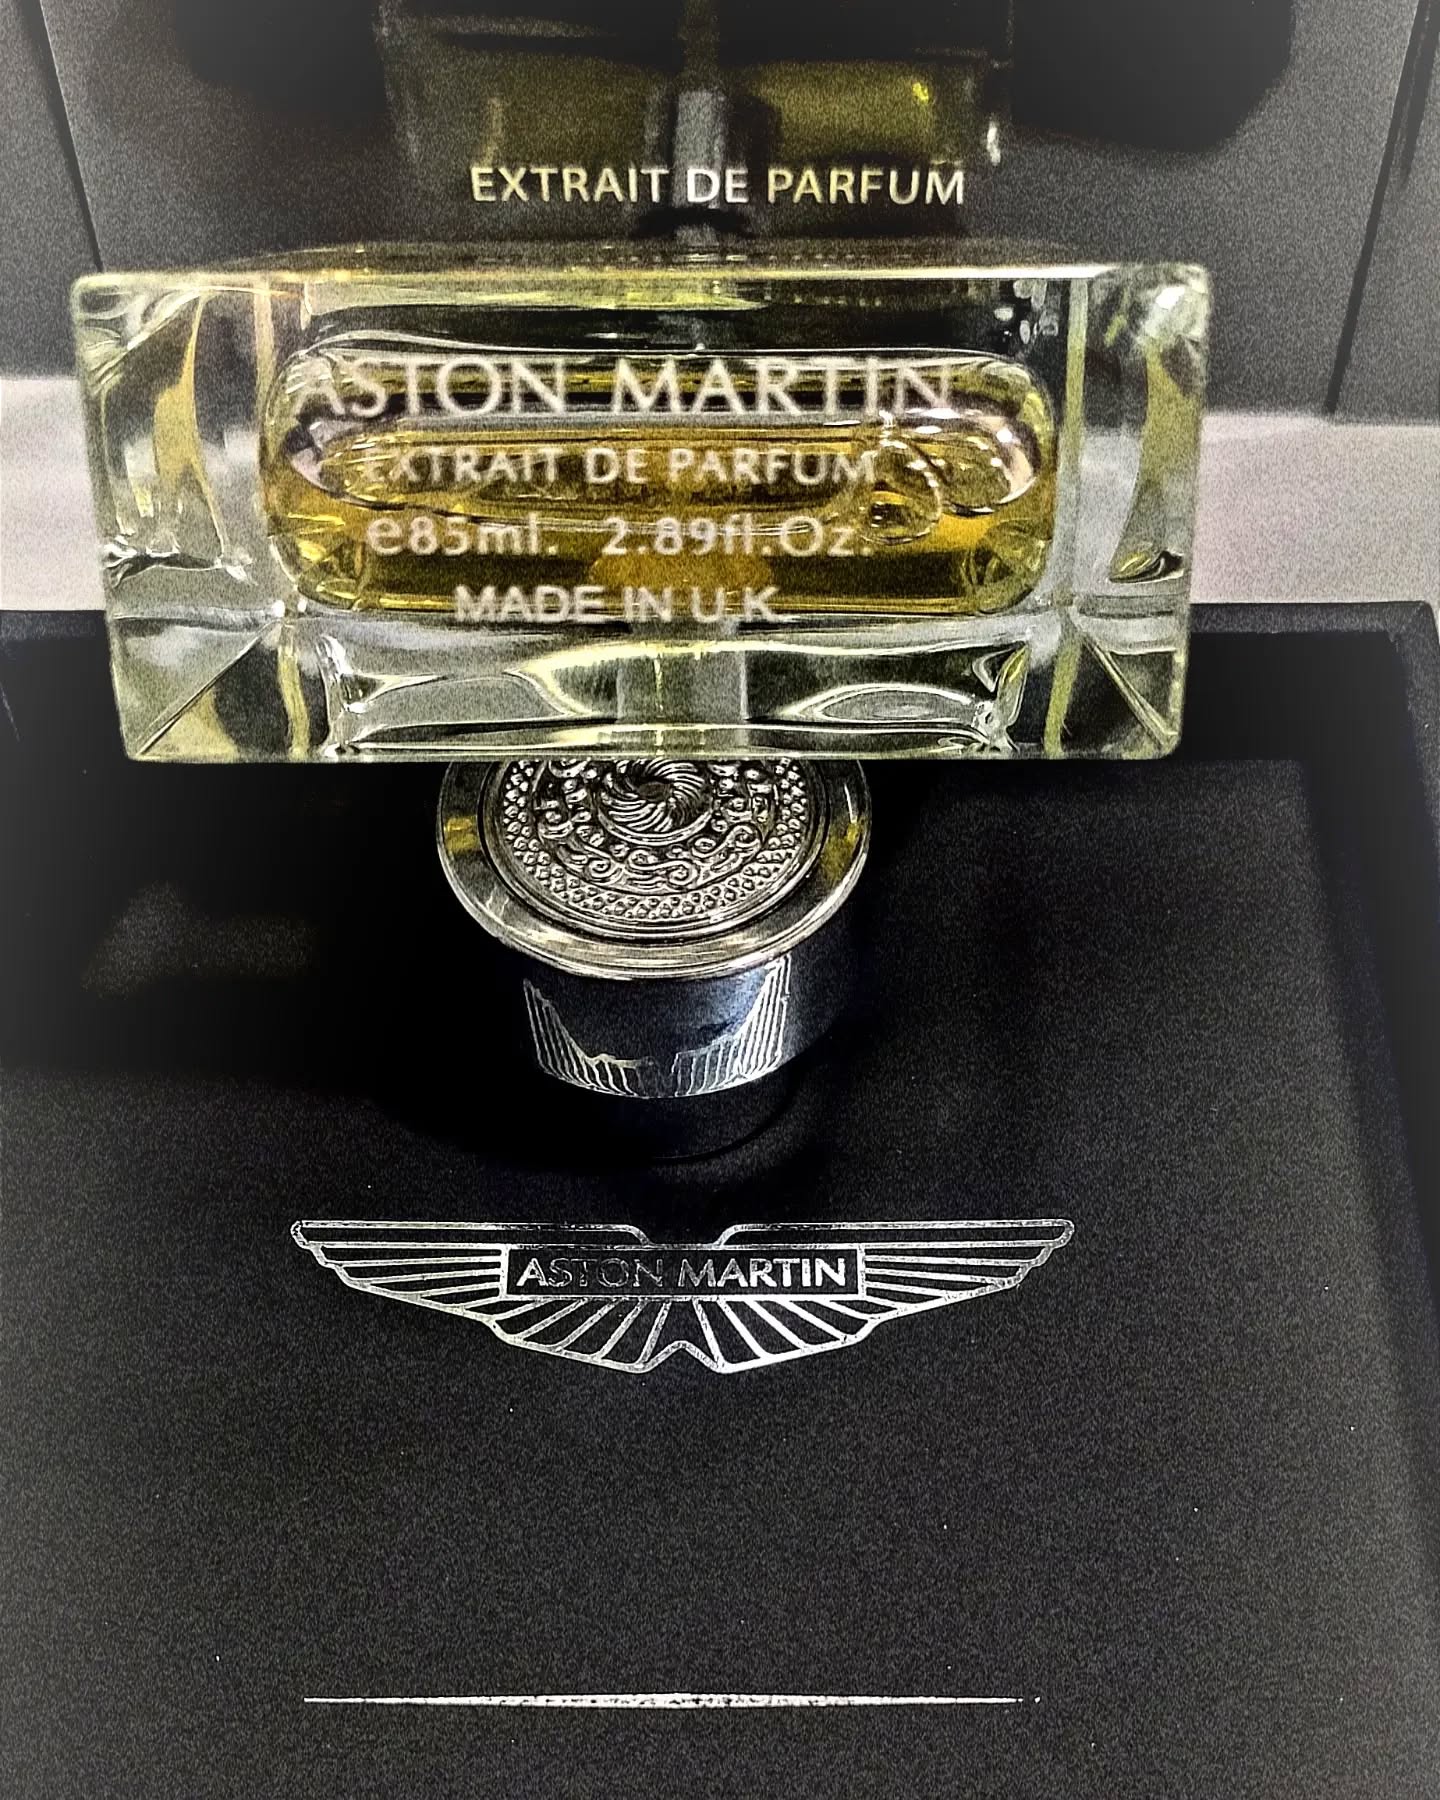 EXTRAIT DE PARFUM
ASTON MARTIN
EXTRAIT DE PARFUM
e85ml. 2.89fl.Oz.
MADE IN U.K
ASTON MARTIN